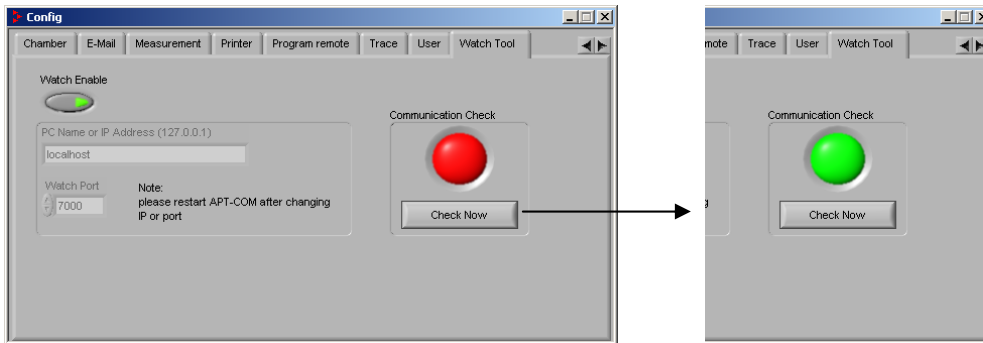 Config
Chamber E-Mail Measurement Printer Program remote Trace User Watch Tool
Watch Enable
PC Name or IP Address (127.0.0.1)
localhost
Watch Port
7000
Note:
please restart APT-COM after changing
IP or port
Communication Check
Check Now
mote Trace User Watch Tool
Communication Check
g
Check Now